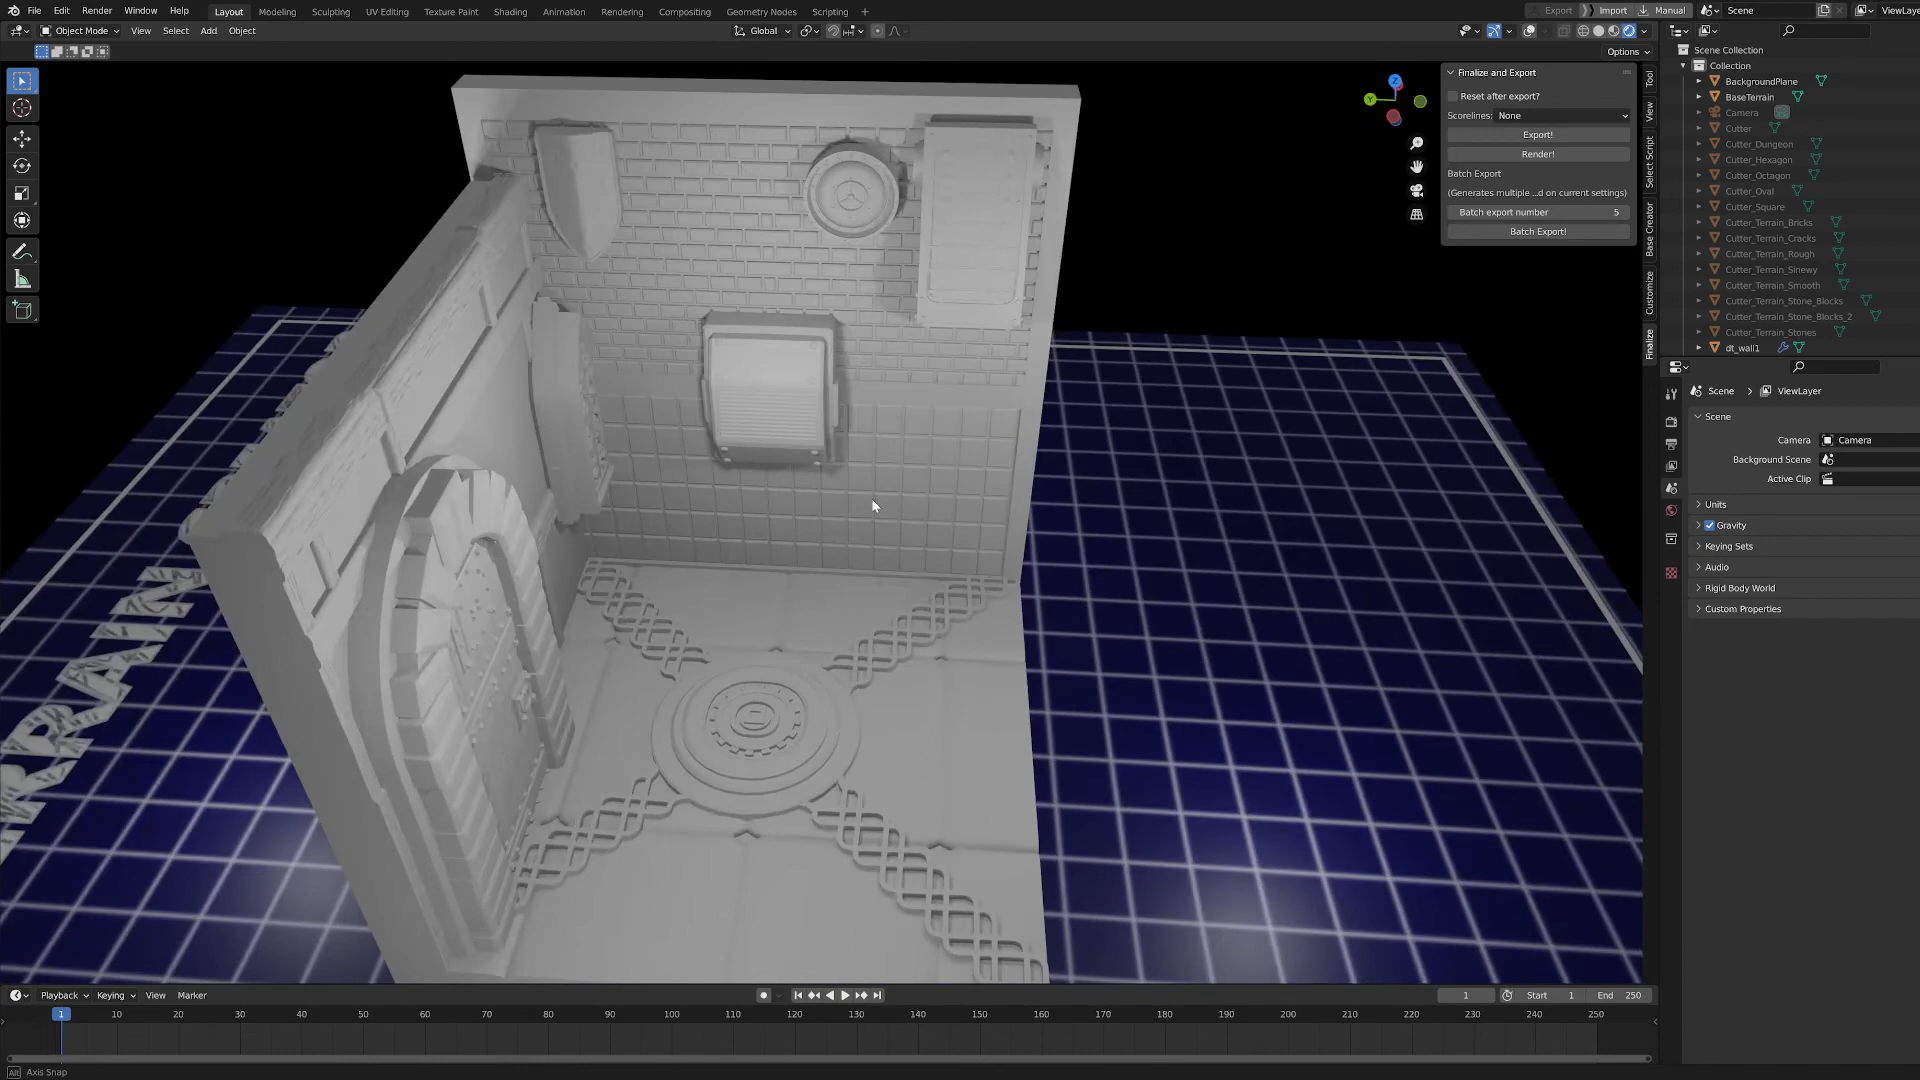 File Edit Render Window Help Layout Modeling Sculpting UV Editing Texture Paint Shading Animation Rendering Compositing Geometry Nodes Scripting + Export Import Manual Scene ViewLaye
Object Mode View Select Add Object Global
Options
Finalize and Export
Reset after export?
Scorelines: None
Export!
Render!
Batch Export
(Generates multiple ...d on current settings)
Batch export number 5
Batch Export!
Tool
View
Select Script
Base Creator
Customize
Finalize
Scene Collection
Collection
BackgroundPlane
BaseTerrain
Camera
Cutter
Cutter_Dungeon
Cutter_Hexagon
Cutter_Octagon
Cutter_Oval
Cutter_Square
Cutter_Terrain_Bricks
Cutter_Terrain_Cracks
Cutter_Terrain_Rough
Cutter_Terrain_Sinewy
Cutter_Terrain_Smooth
Cutter_Terrain_Stone_Blocks
Cutter_Terrain_Stone_Blocks_2
Cutter_Terrain_Stones
dt_wall1
Scene > ViewLayer
Scene
Camera Camera
Background Scene
Active Clip
Units
Gravity
Keying Sets
Audio
Rigid Body World
Custom Properties
Z
Y
RRAIN
Playback Keying View Marker 1 Start 1 End 250
1 10 20 30 40 50 60 70 80 90 100 110 120 130 140 150 160 170 180 190 200 210 220 230 240 250
Alt Axis Snap